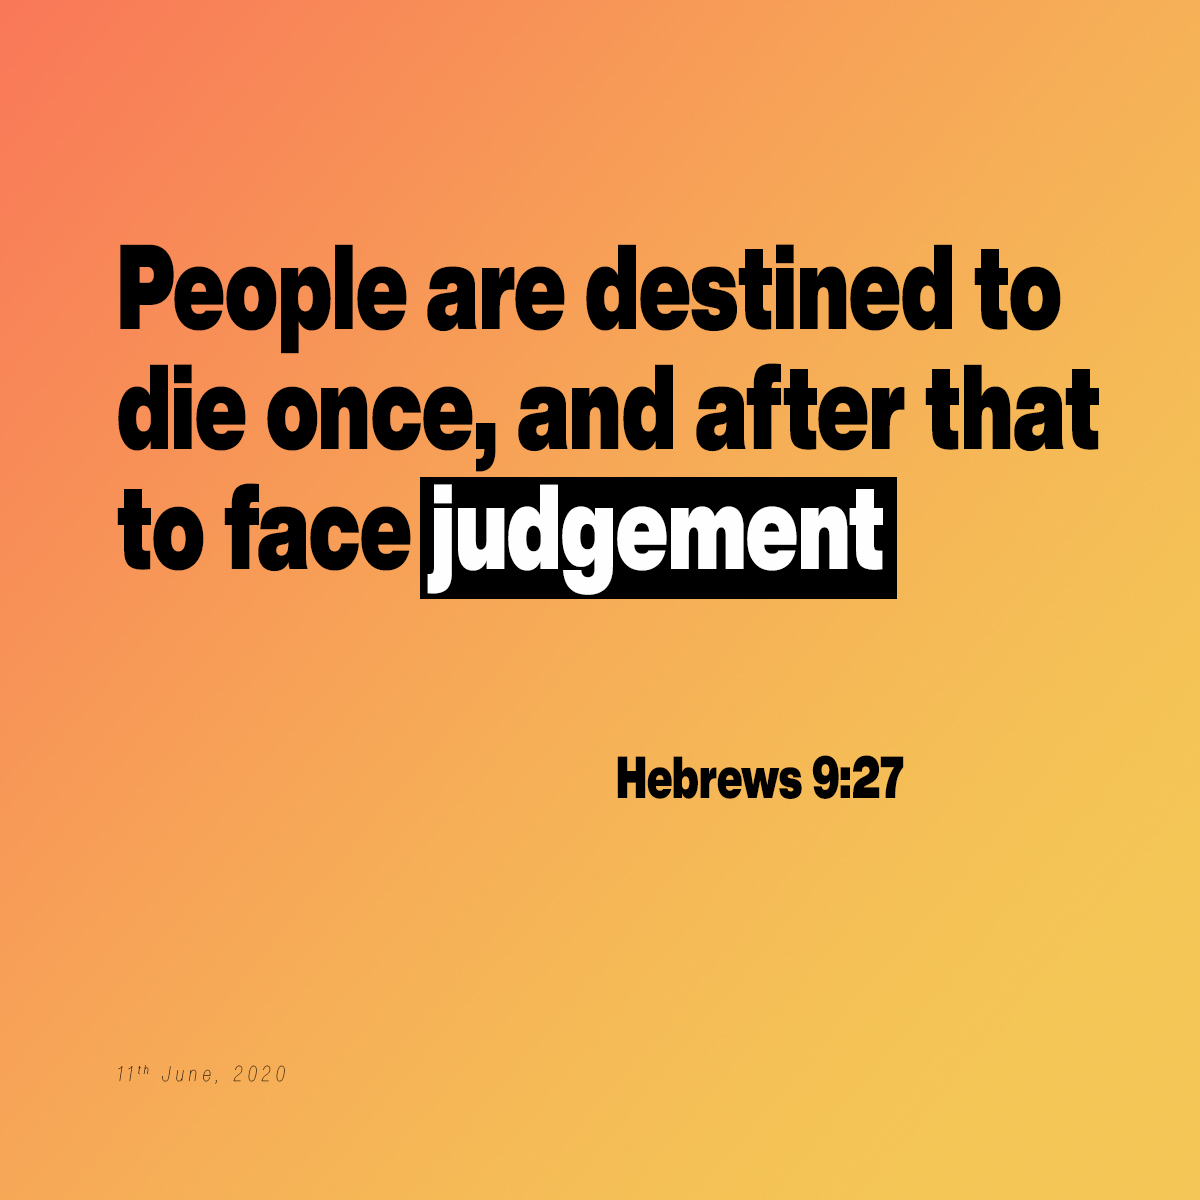 People are destined to
die once, and after that
to face judgement
Hebrews 9:27
11th June, 2020